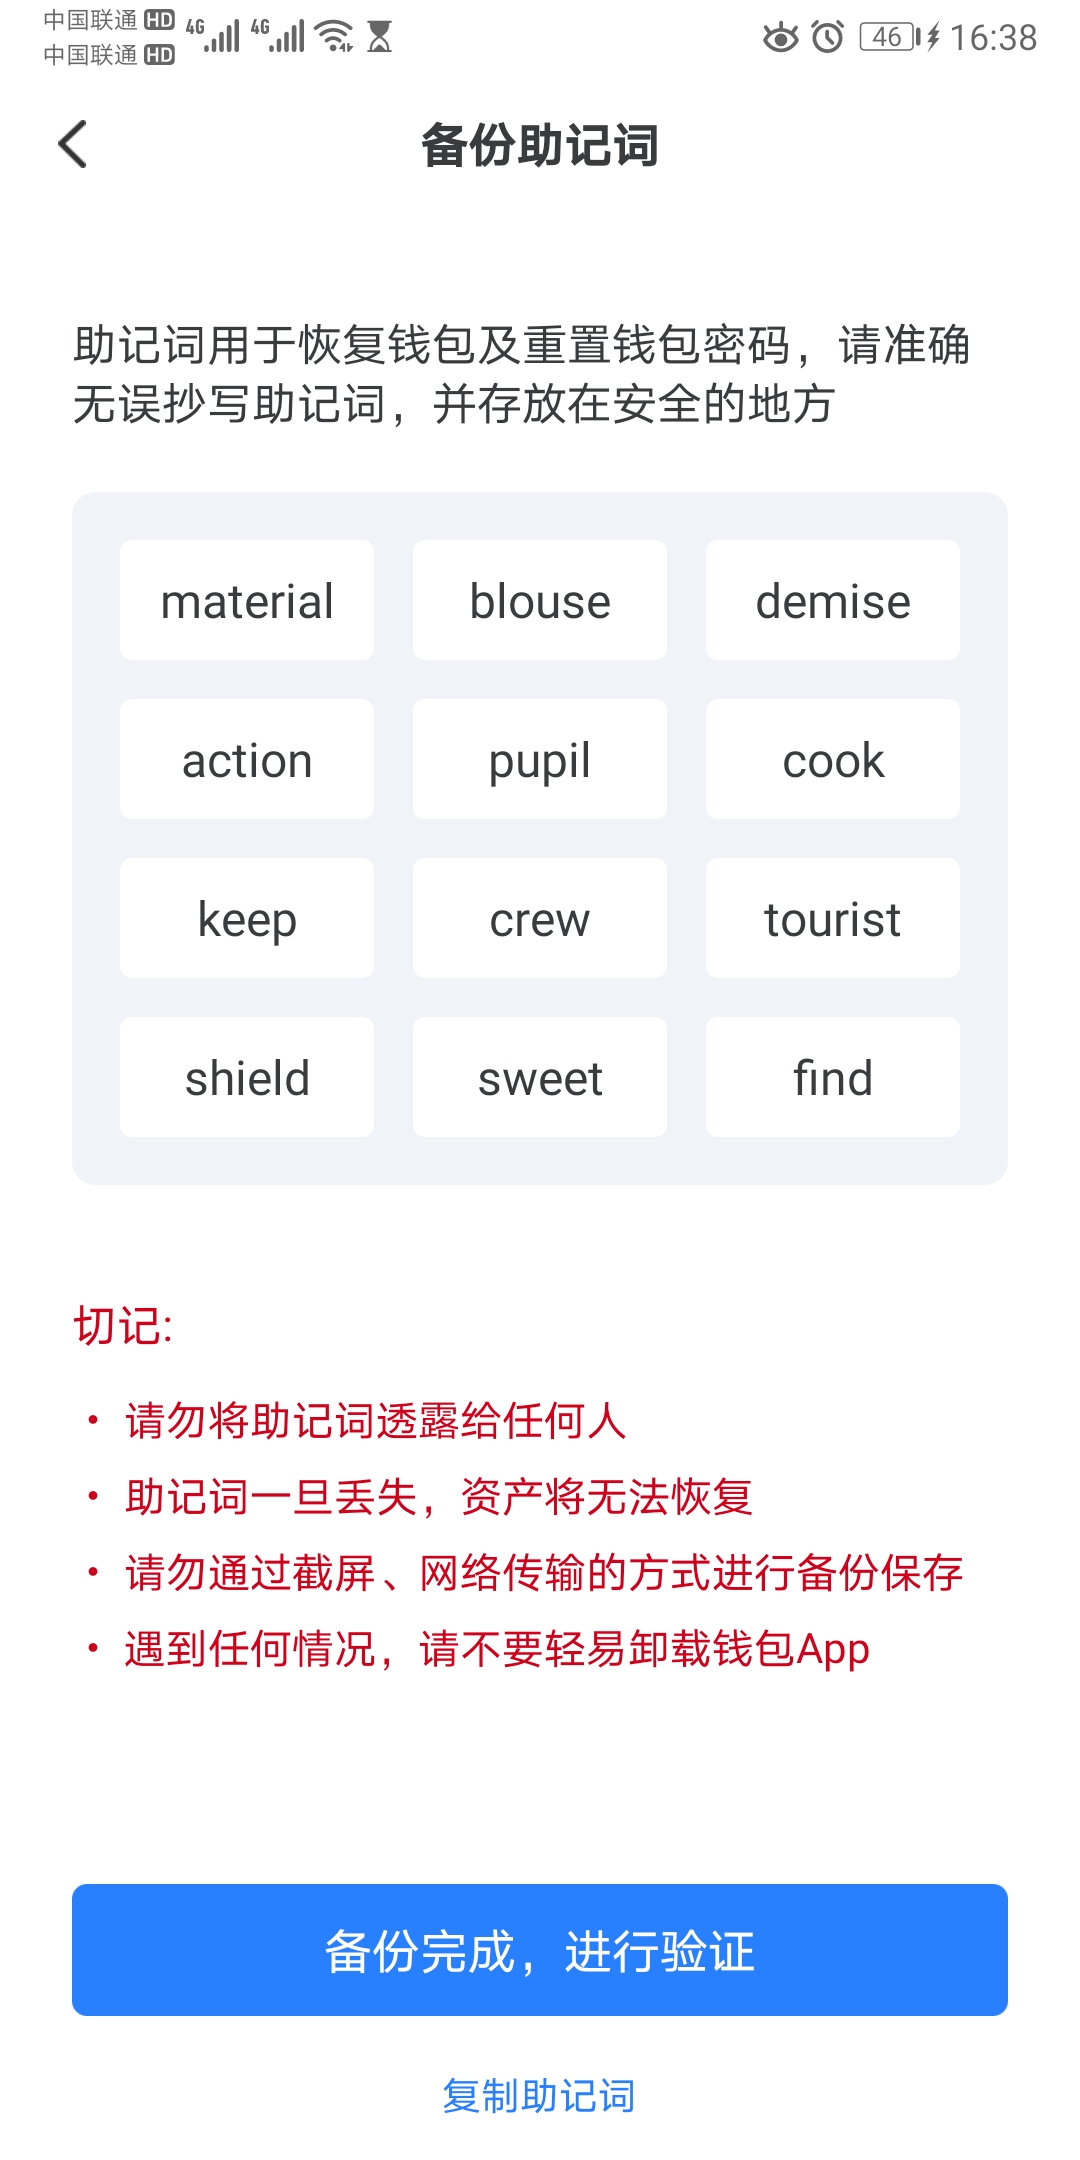 中国联通 HD 4G 4G 46 16:38
中国联通 HD
备份助记词
助记词用于恢复钱包及重置钱包密码，请准确
无误抄写助记词，并存放在安全的地方
material blouse demise
action pupil cook
keep crew tourist
shield sweet find
切记:
· 请勿将助记词透露给任何人
· 助记词一旦丢失，资产将无法恢复
· 请勿通过截屏、网络传输的方式进行备份保存
· 遇到任何情况，请不要轻易卸载钱包App
备份完成，进行验证
复制助记词